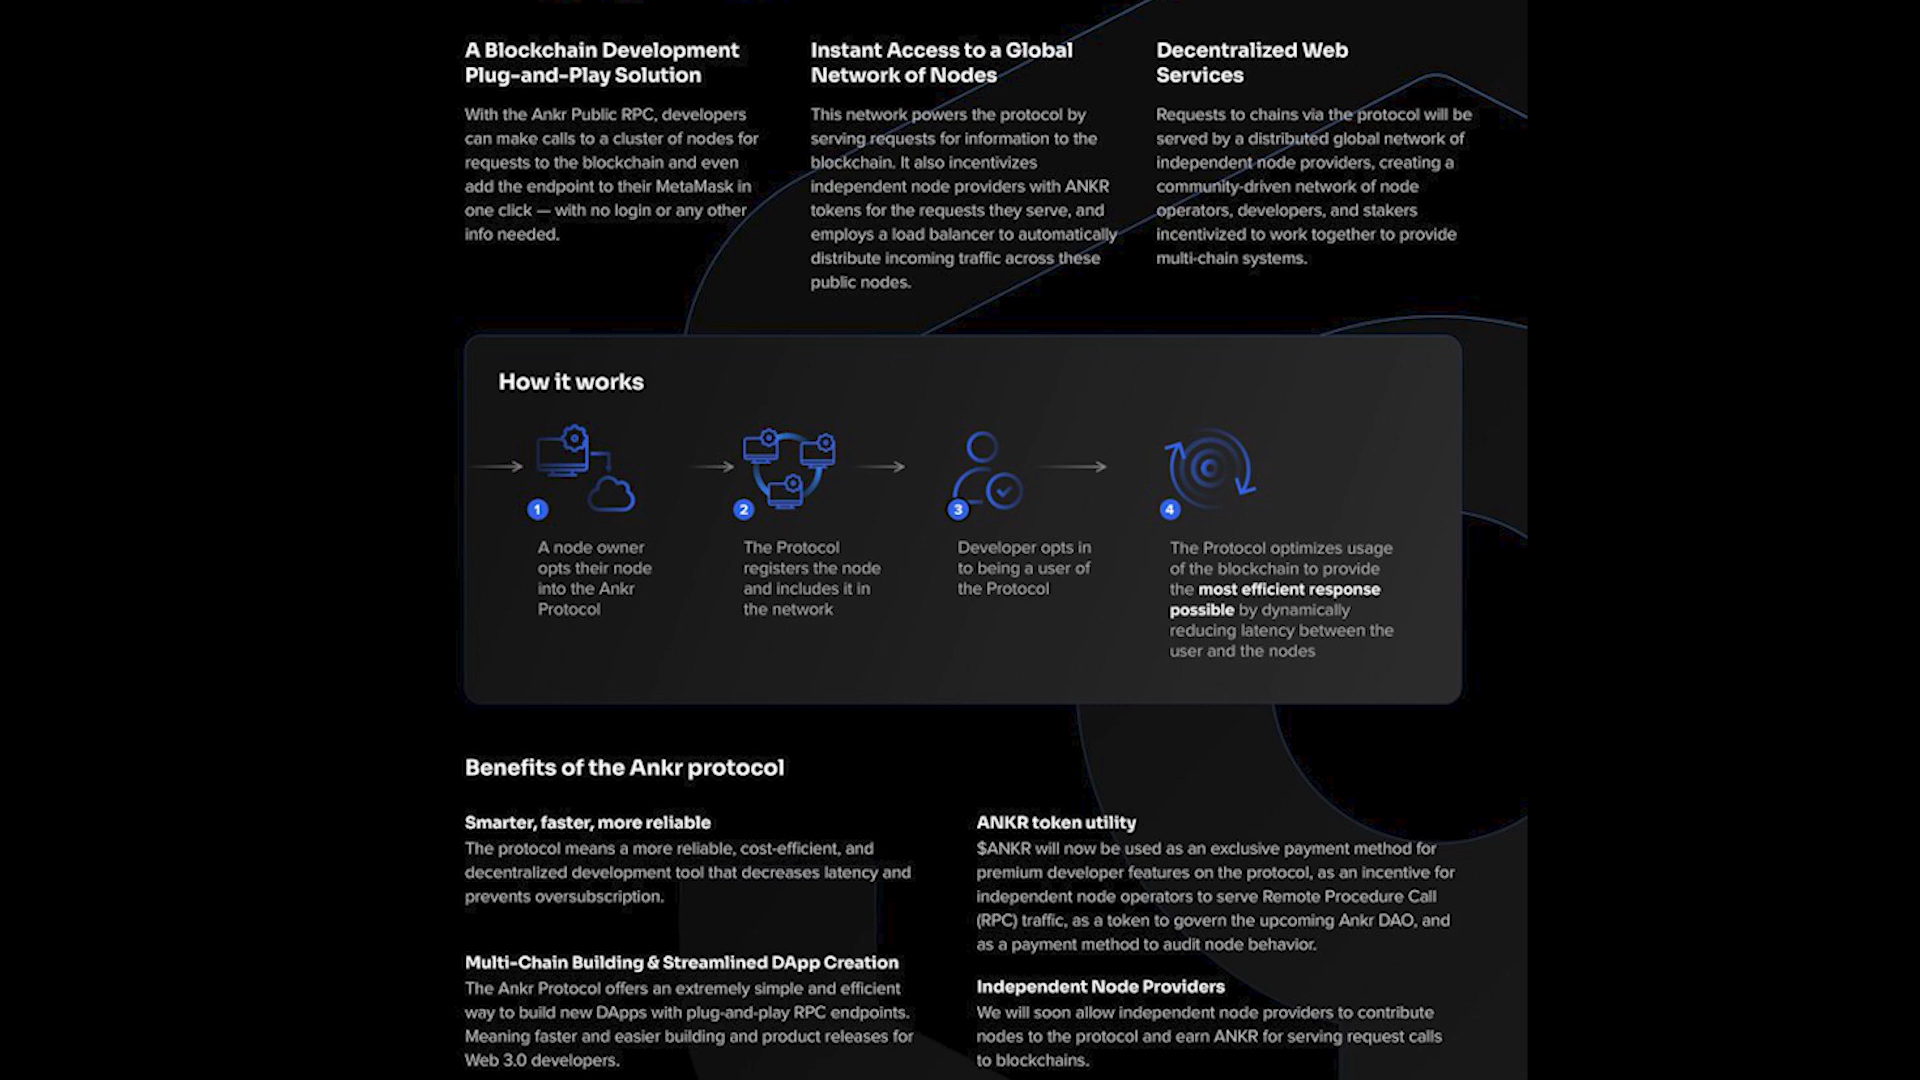 A Blockchain Development
Plug-and-Play Solution
With the Ankr Public RPC, developers
can make calls to a cluster of nodes for
requests to the blockchain and even
add the endpoint to their MetaMask in
one click — with no login or any other
info needed.
Instant Access to a Global
Network of Nodes
This network powers the protocol by
serving requests for information to the
blockchain. It also incentivizes
independent node providers with ANKR
tokens for the requests they serve, and
employs a load balancer to automatically
distribute incoming traffic across these
public nodes.
Decentralized Web
Services
Requests to chains via the protocol will be
served by a distributed global network of
independent node providers, creating a
community-driven network of node
operators, developers, and stakers
incentivized to work together to provide
multi-chain systems.
How it works
1
A node owner
opts their node
into the Ankr
Protocol
2
The Protocol
registers the node
and includes it in
the network
3
Developer opts in
to being a user of
the Protocol
4
The Protocol optimizes usage
of the blockchain to provide
the most efficient response
possible by dynamically
reducing latency between the
user and the nodes
Benefits of the Ankr protocol
Smarter, faster, more reliable
The protocol means a more reliable, cost-efficient, and
decentralized development tool that decreases latency and
prevents oversubscription.
Multi-Chain Building & Streamlined DApp Creation
The Ankr Protocol offers an extremely simple and efficient
way to build new DApps with plug-and-play RPC endpoints.
Meaning faster and easier building and product releases for
Web 3.0 developers.
ANKR token utility
$ANKR will now be used as an exclusive payment method for
premium developer features on the protocol, as an incentive for
independent node operators to serve Remote Procedure Call
(RPC) traffic, as a token to govern the upcoming Ankr DAO, and
as a payment method to audit node behavior.
Independent Node Providers
We will soon allow independent node providers to contribute
nodes to the protocol and earn ANKR for serving request calls
to blockchains.